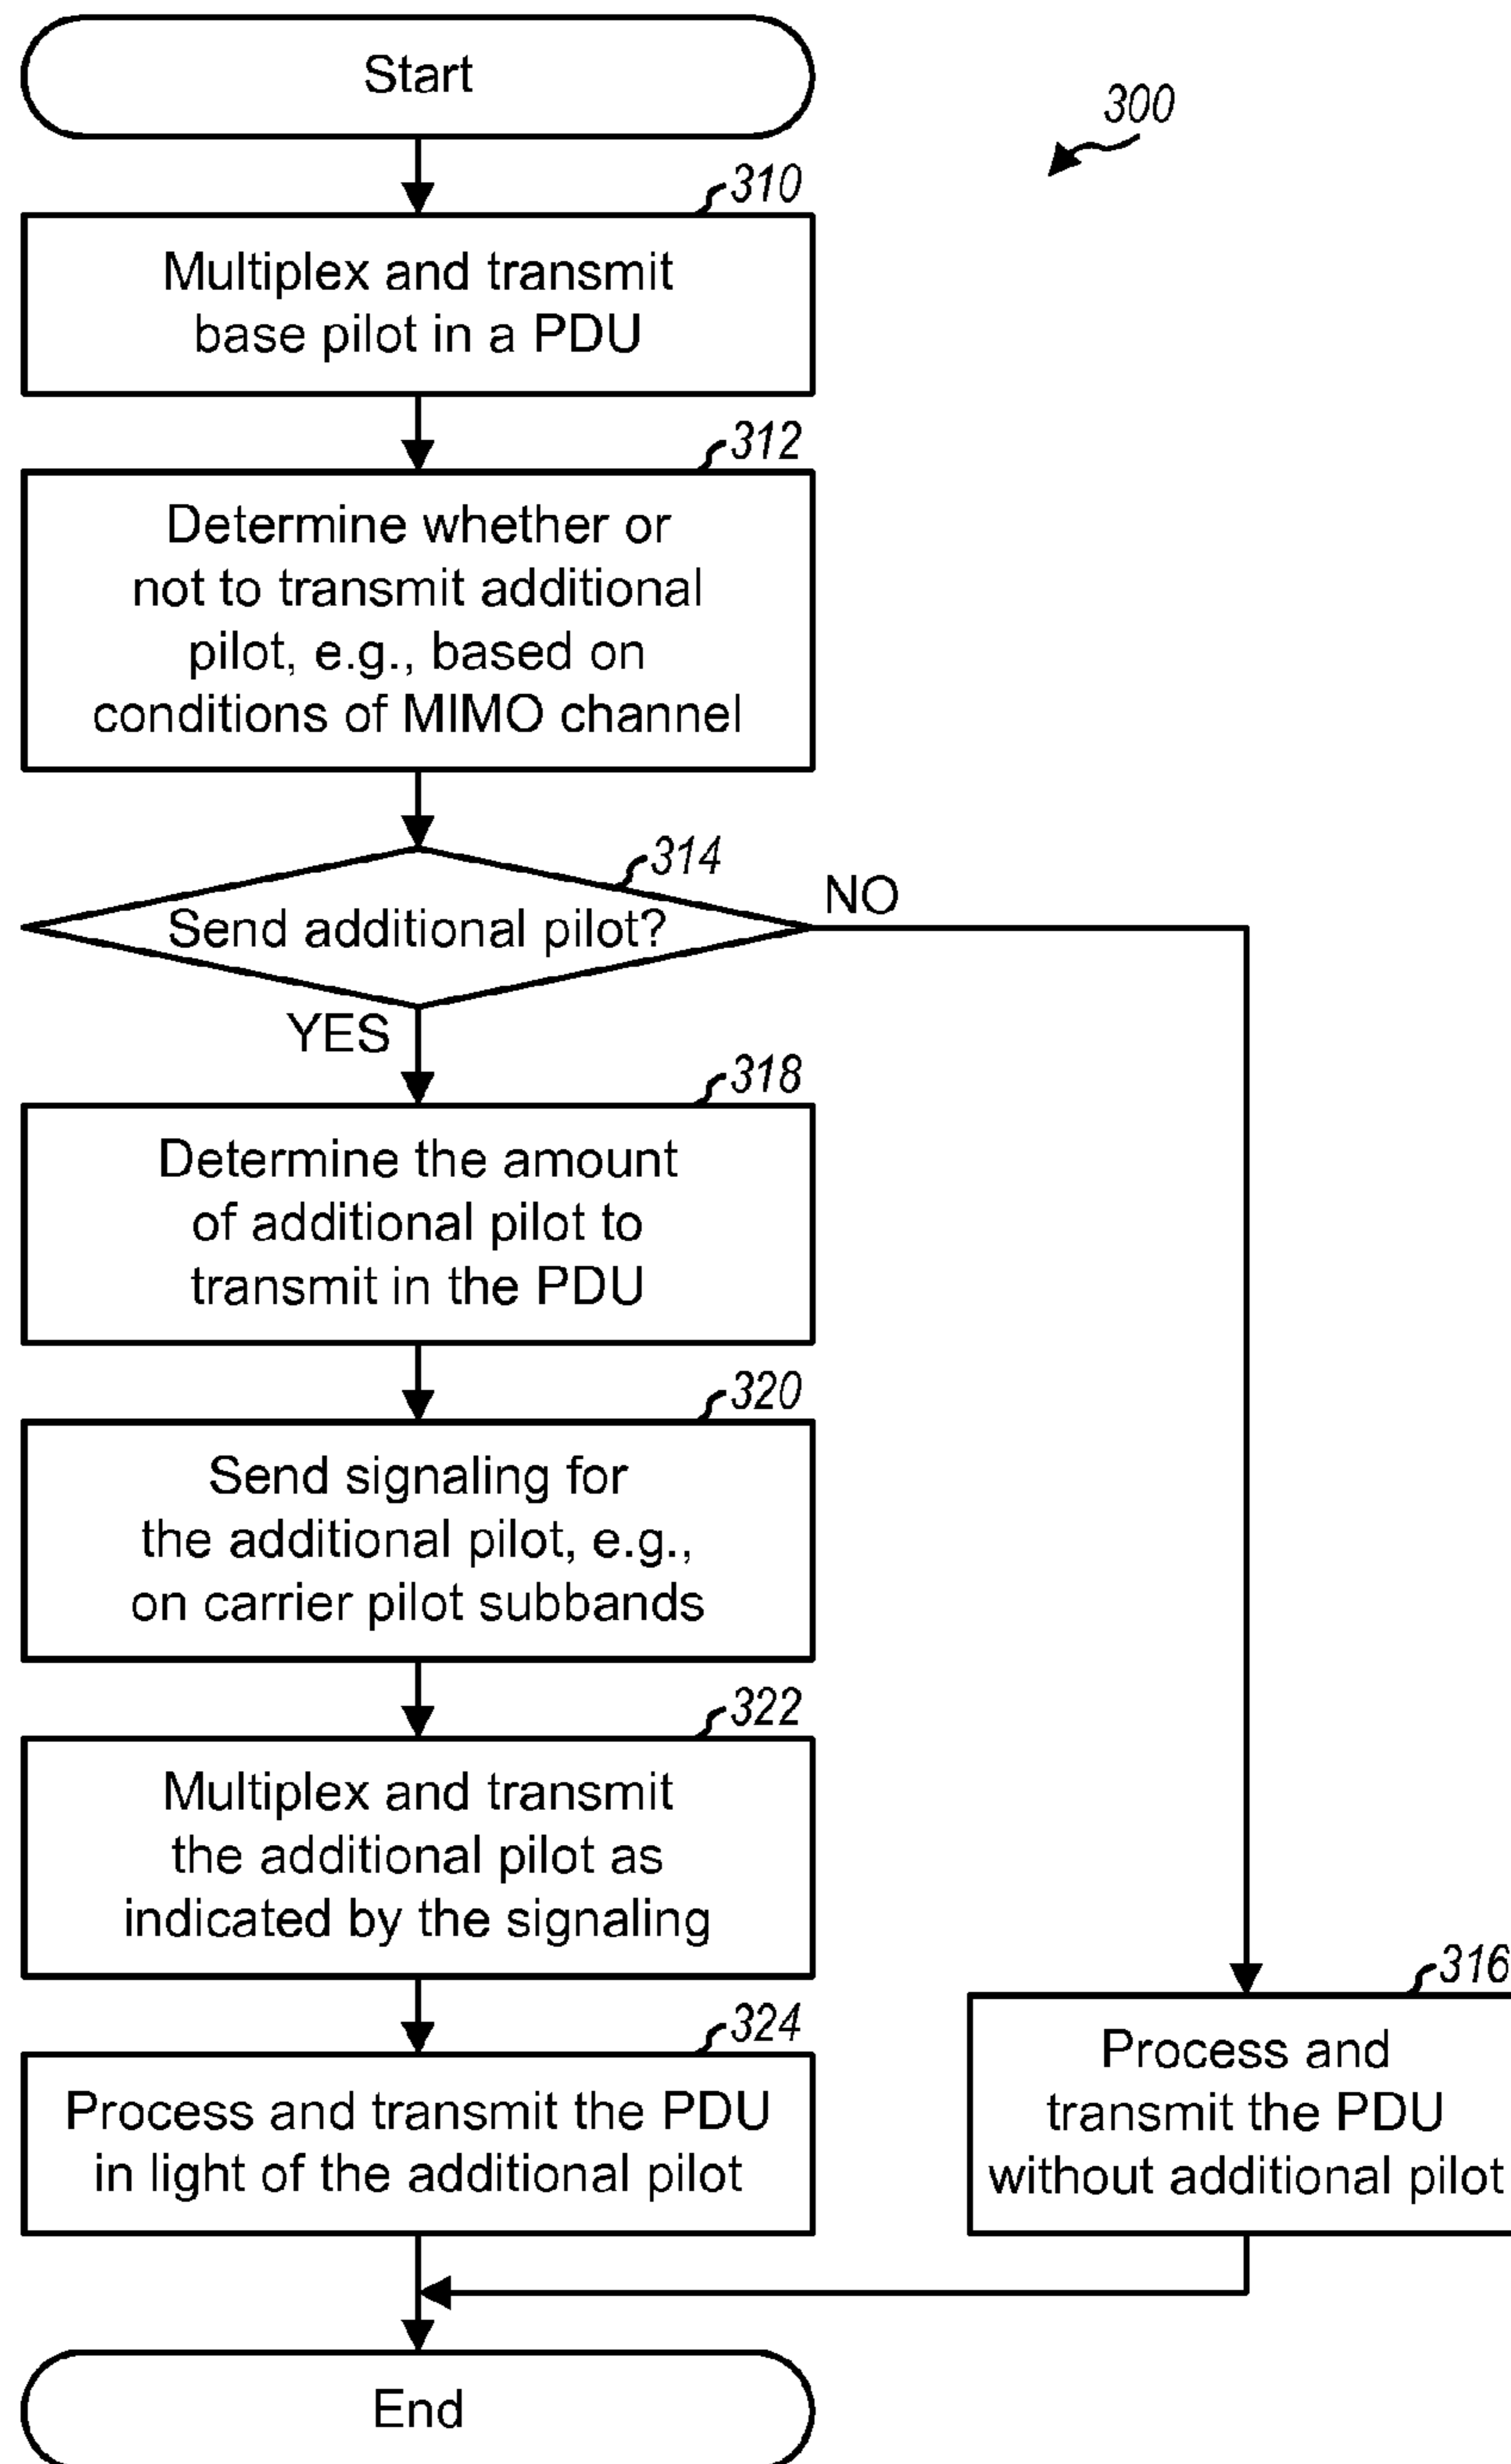 Start
300
310
Multiplex and transmit
base pilot in a PDU
312
Determine whether or
not to transmit additional
pilot, e.g., based on
conditions of MIMO channel
314
Send additional pilot?
NO
YES
318
Determine the amount
of additional pilot to
transmit in the PDU
320
Send signaling for
the additional pilot, e.g.,
on carrier pilot subbands
322
Multiplex and transmit
the additional pilot as
indicated by the signaling
324
Process and transmit the PDU
in light of the additional pilot
316
Process and
transmit the PDU
without additional pilot
End